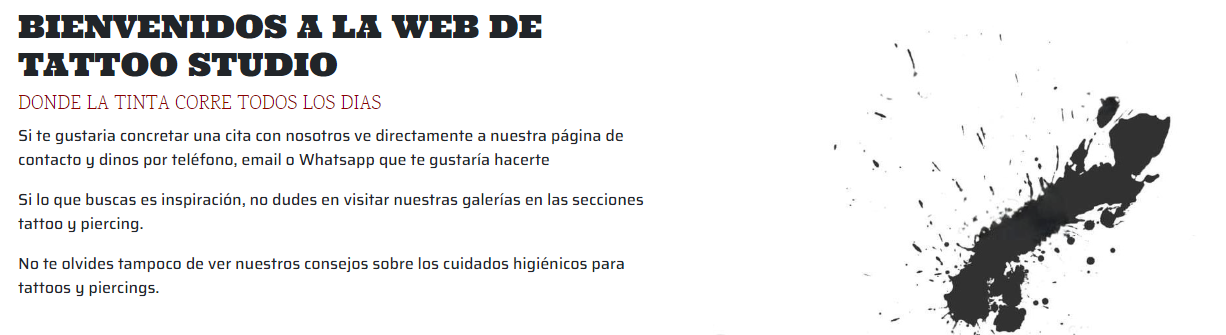 BIENVENIDOS A LA WEB DE
TATTOO STUDIO
DONDE LA TINTA CORRE TODOS LOS DIAS
Si te gustaria concretar una cita con nosotros ve directamente a nuestra página de
contacto y dinos por teléfono, email o Whatsapp que te gustaría hacerte
Si lo que buscas es inspiración, no dudes en visitar nuestras galerías en las secciones
tattoo y piercing.
No te olvides tampoco de ver nuestros consejos sobre los cuidados higiénicos para
tattoos y piercings.